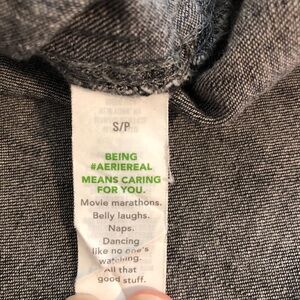 S/P
BEING
#AERIEREAL
MEANS CARING
FOR YOU.
Movie marathons.
Belly laughs.
Naps.
Dancing
like no one's
watching.
All that
good stuff.